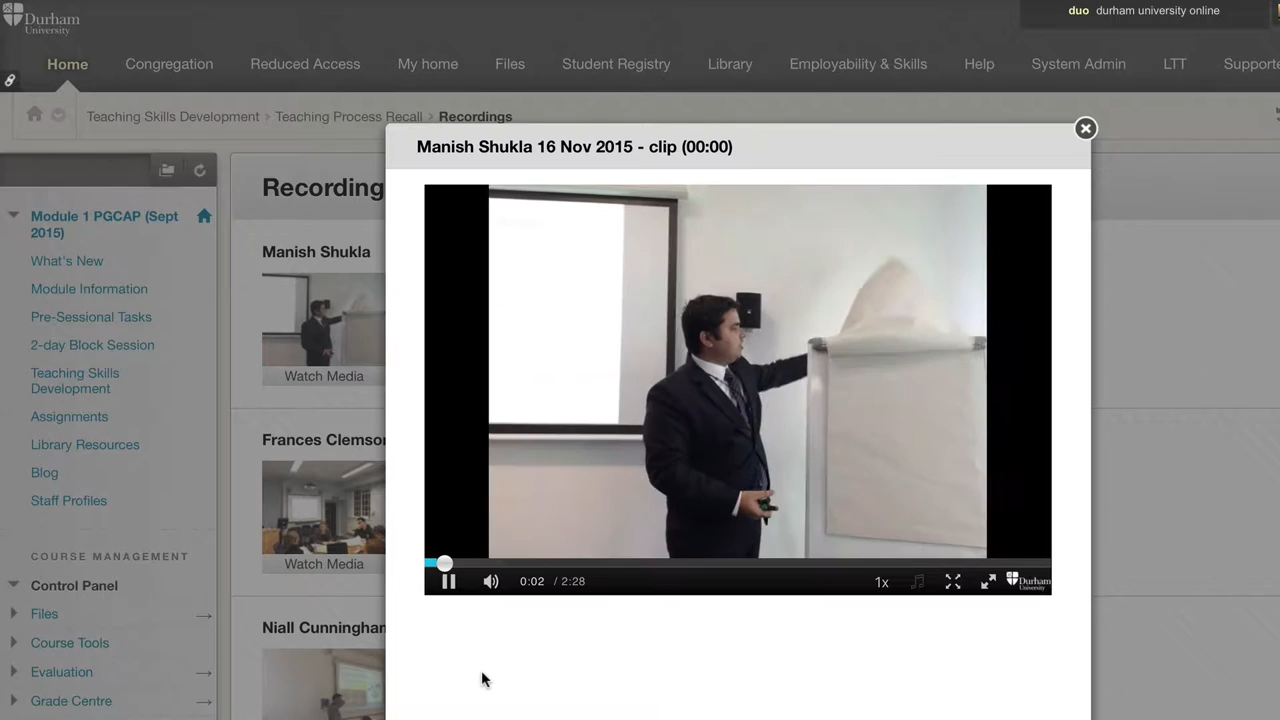 Durham
University
duo durham university online
Home Congregation Reduced Access My home Files Student Registry Library Employability & Skills Help System Admin LTT
Teaching Skills Development > Teaching Process Recall > Recordings
Manish Shukla 16 Nov 2015 - clip (00:00)
Module 1 PGCAP (Sept
2015)
What's New
Module Information
Pre-Sessional Tasks
2-day Block Session
Teaching Skills
Development
Assignments
Library Resources
Blog
Staff Profiles
COURSE MANAGEMENT
Control Panel
Files
Course Tools
Evaluation
Grade Centre
Recording
Manish Shukla
Watch Media
Frances Clemson
Watch Media
Niall Cunningham
0:02 / 2:28
1x
Durham
University